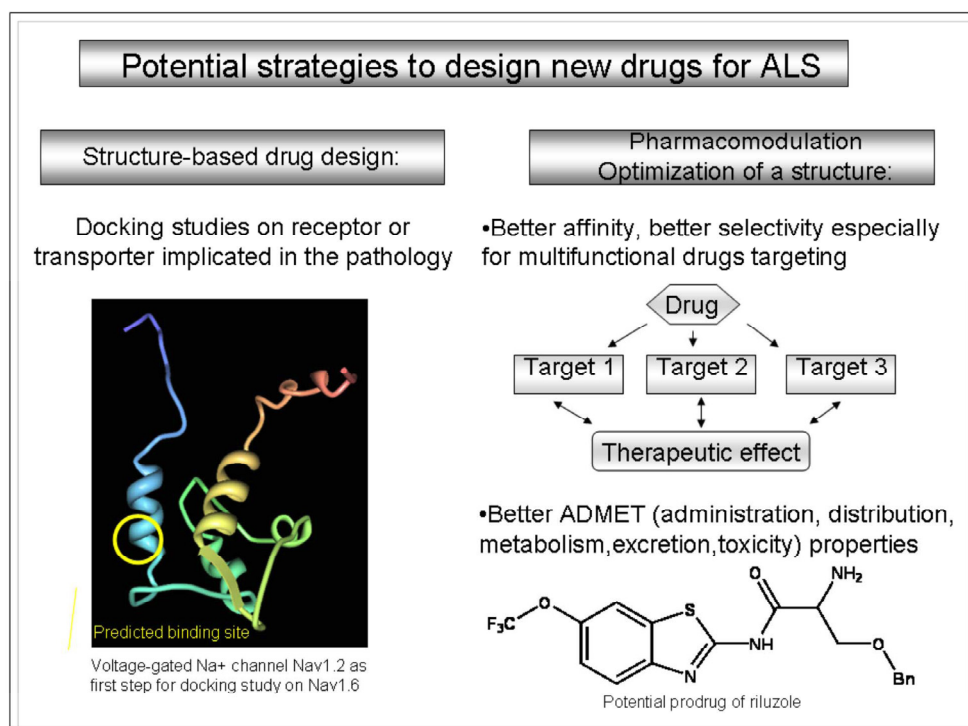 Potential strategies to design new drugs for ALS
Structure-based drug design:
Docking studies on receptor or
transporter implicated in the pathology
Predicted binding site
Voltage-gated Na+ channel Nav1.2 as
first step for docking study on Nav1.6
Pharmacomodulation
Optimization of a structure:
•Better affinity, better selectivity especially
for multifunctional drugs targeting
Drug
Target 1 Target 2 Target 3
Therapeutic effect
•Better ADMET (administration, distribution,
metabolism,excretion,toxicity) properties
O NH₂
F₃C O S
NH O
N Bn
Potential prodrug of riluzole